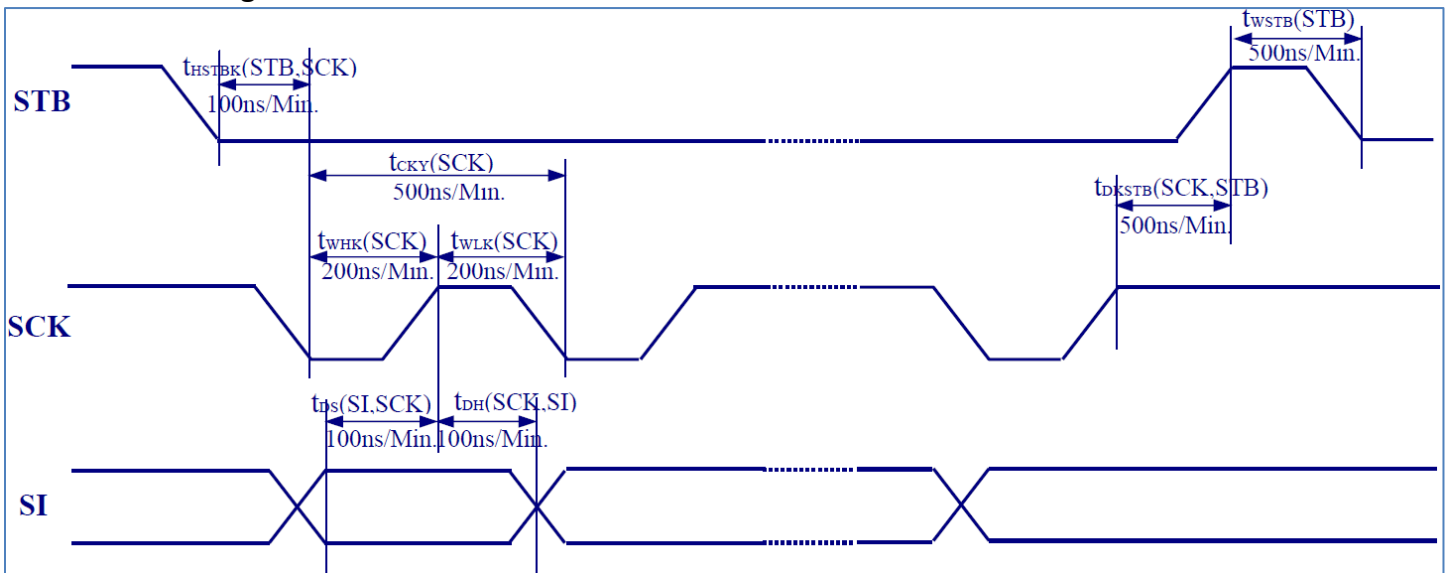 tWSTB(STB)
500ns/Min.
tHSTBK(STB,SCK)
100ns/Min.
STB
tCKY(SCK)
500ns/Min.
tDKSTB(SCK,STB)
500ns/Min.
tWHK(SCK) tWLK(SCK)
200ns/Min. 200ns/Min.
SCK
tDS(SI,SCK) tDH(SCK,SI)
100ns/Min. 100ns/Min.
SI